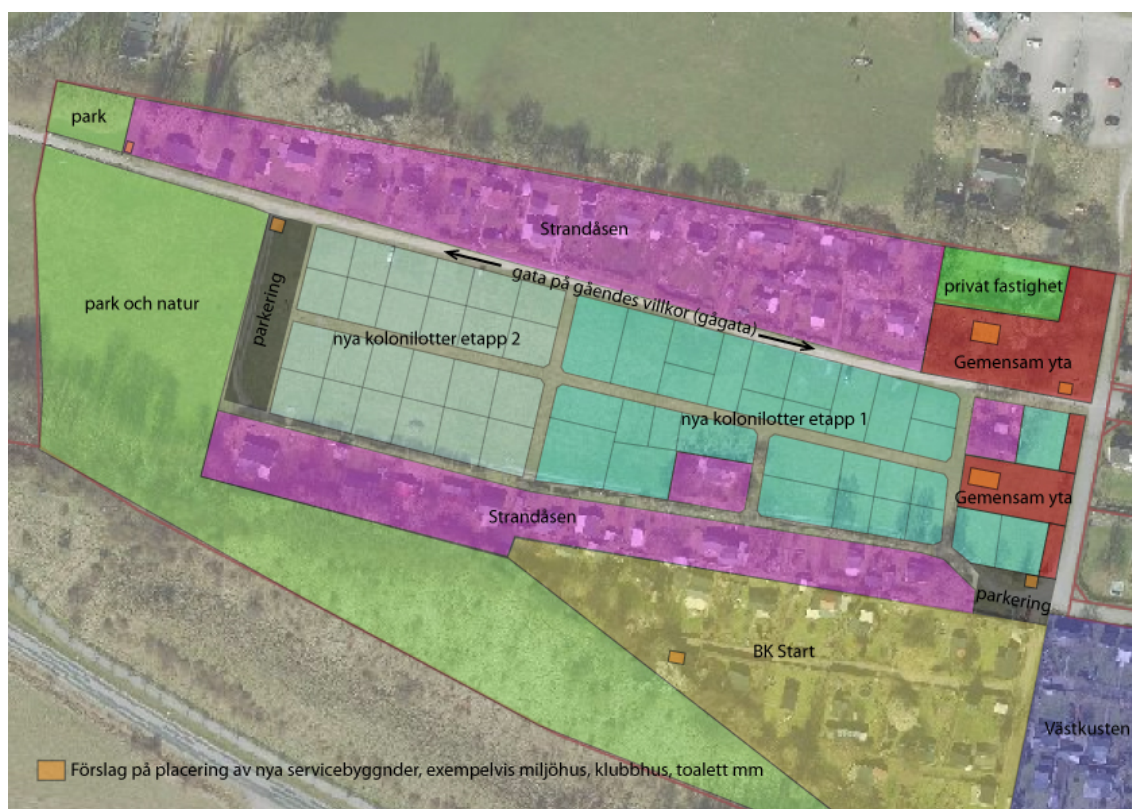 park
Strandåsen
privat fastighet
park och natur
parkering
gata på gåendes villkor (gågata)
nya kolonilotter etapp 2
Gemensam yta
nya kolonilotter etapp 1
Gemensam yta
Strandåsen
parkering
BK Start
Västkusten
Förslag på placering av nya servicebyggnder, exempelvis miljöhus, klubbhus, toalett mm